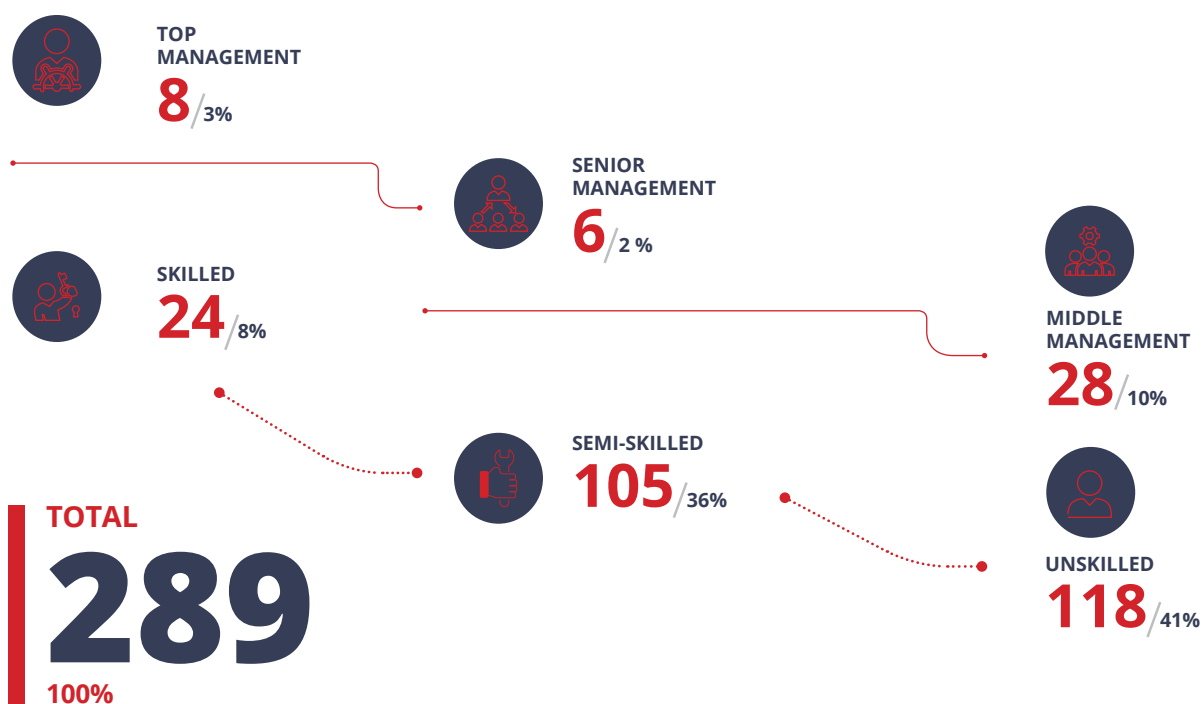 TOP
MANAGEMENT
8/3%
SENIOR
MANAGEMENT
6/2 %
MIDDLE
MANAGEMENT
28/10%
SKILLED
24/8%
SEMI-SKILLED
105/36%
UNSKILLED
118/41%
TOTAL
289
100%